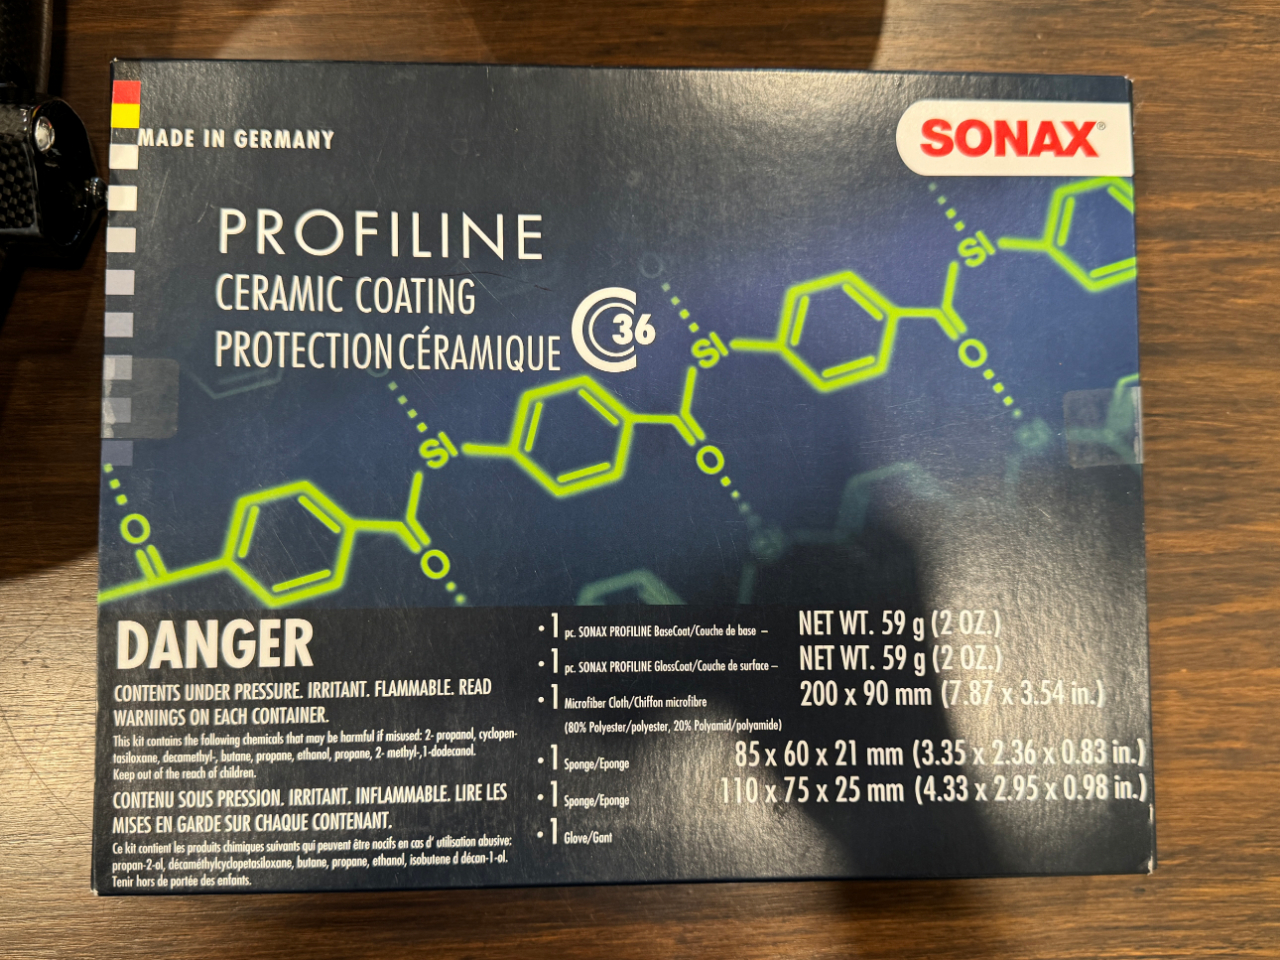 MADE IN GERMANY
SONAX®
PROFILINE
CERAMIC COATING
PROTECTION CÉRAMIQUE
CC36
Si
Si
Si
O
O
O
O
DANGER
CONTENTS UNDER PRESSURE. IRRITANT. FLAMMABLE. READ
WARNINGS ON EACH CONTAINER.
This kit contains the following chemicals that may be harmful if misused: 2- propanol, cyclopen-
tasiloxane, decamethyl-, butane, propane, ethanol, propane, 2- methyl-,1-dodecanol.
Keep out of the reach of children.
CONTENU SOUS PRESSION. IRRITANT. INFLAMMABLE. LIRE LES
MISES EN GARDE SUR CHAQUE CONTENANT.
Ce kit contient les produits chimiques suivants qui peuvent être nocifs en cas d' utilisation abusive:
propan-2-ol, décaméthylcyclopetasiloxane, butane, propane, ethanol, isobutene d décan-1-ol.
Tenir hors de portée des enfants.
• 1 pc. SONAX PROFILINE BaseCoat/Couche de base – NET WT. 59 g (2 OZ.)
• 1 pc. SONAX PROFILINE GlossCoat/Couche de surface – NET WT. 59 g (2 OZ.)
• 1 Microfiber Cloth/Chiffon microfibre 200 x 90 mm (7.87 x 3.54 in.)
(80% Polyester/polyester, 20% Polyamid/polyamide)
• 1 Sponge/Eponge 85 x 60 x 21 mm (3.35 x 2.36 x 0.83 in.)
• 1 Sponge/Eponge 110 x 75 x 25 mm (4.33 x 2.95 x 0.98 in.)
• 1 Glove/Gant